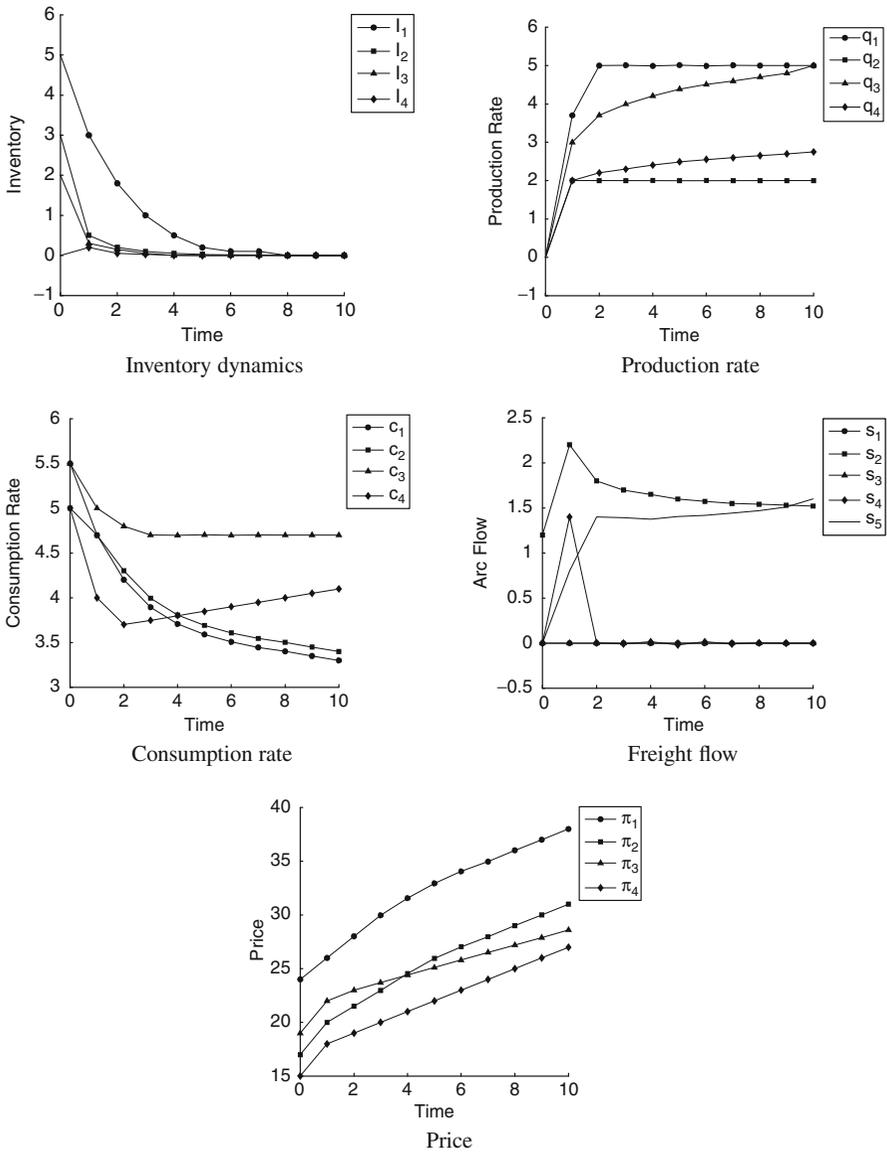 6
5
4
3
2
1
0
−1
Inventory
0 2 4 6 8 10
Time
I1
I2
I3
I4
Inventory dynamics
6
5
4
3
2
1
0
−1
Production Rate
0 2 4 6 8 10
Time
q1
q2
q3
q4
Production rate
6
5.5
5
4.5
4
3.5
3
Consumption Rate
0 2 4 6 8 10
Time
c1
c2
c3
c4
Consumption rate
2.5
2
1.5
1
0.5
0
−0.5
Arc Flow
0 2 4 6 8 10
Time
s1
s2
s3
s4
s5
Freight flow
40
35
30
25
20
15
Price
0 2 4 6 8 10
Time
π1
π2
π3
π4
Price